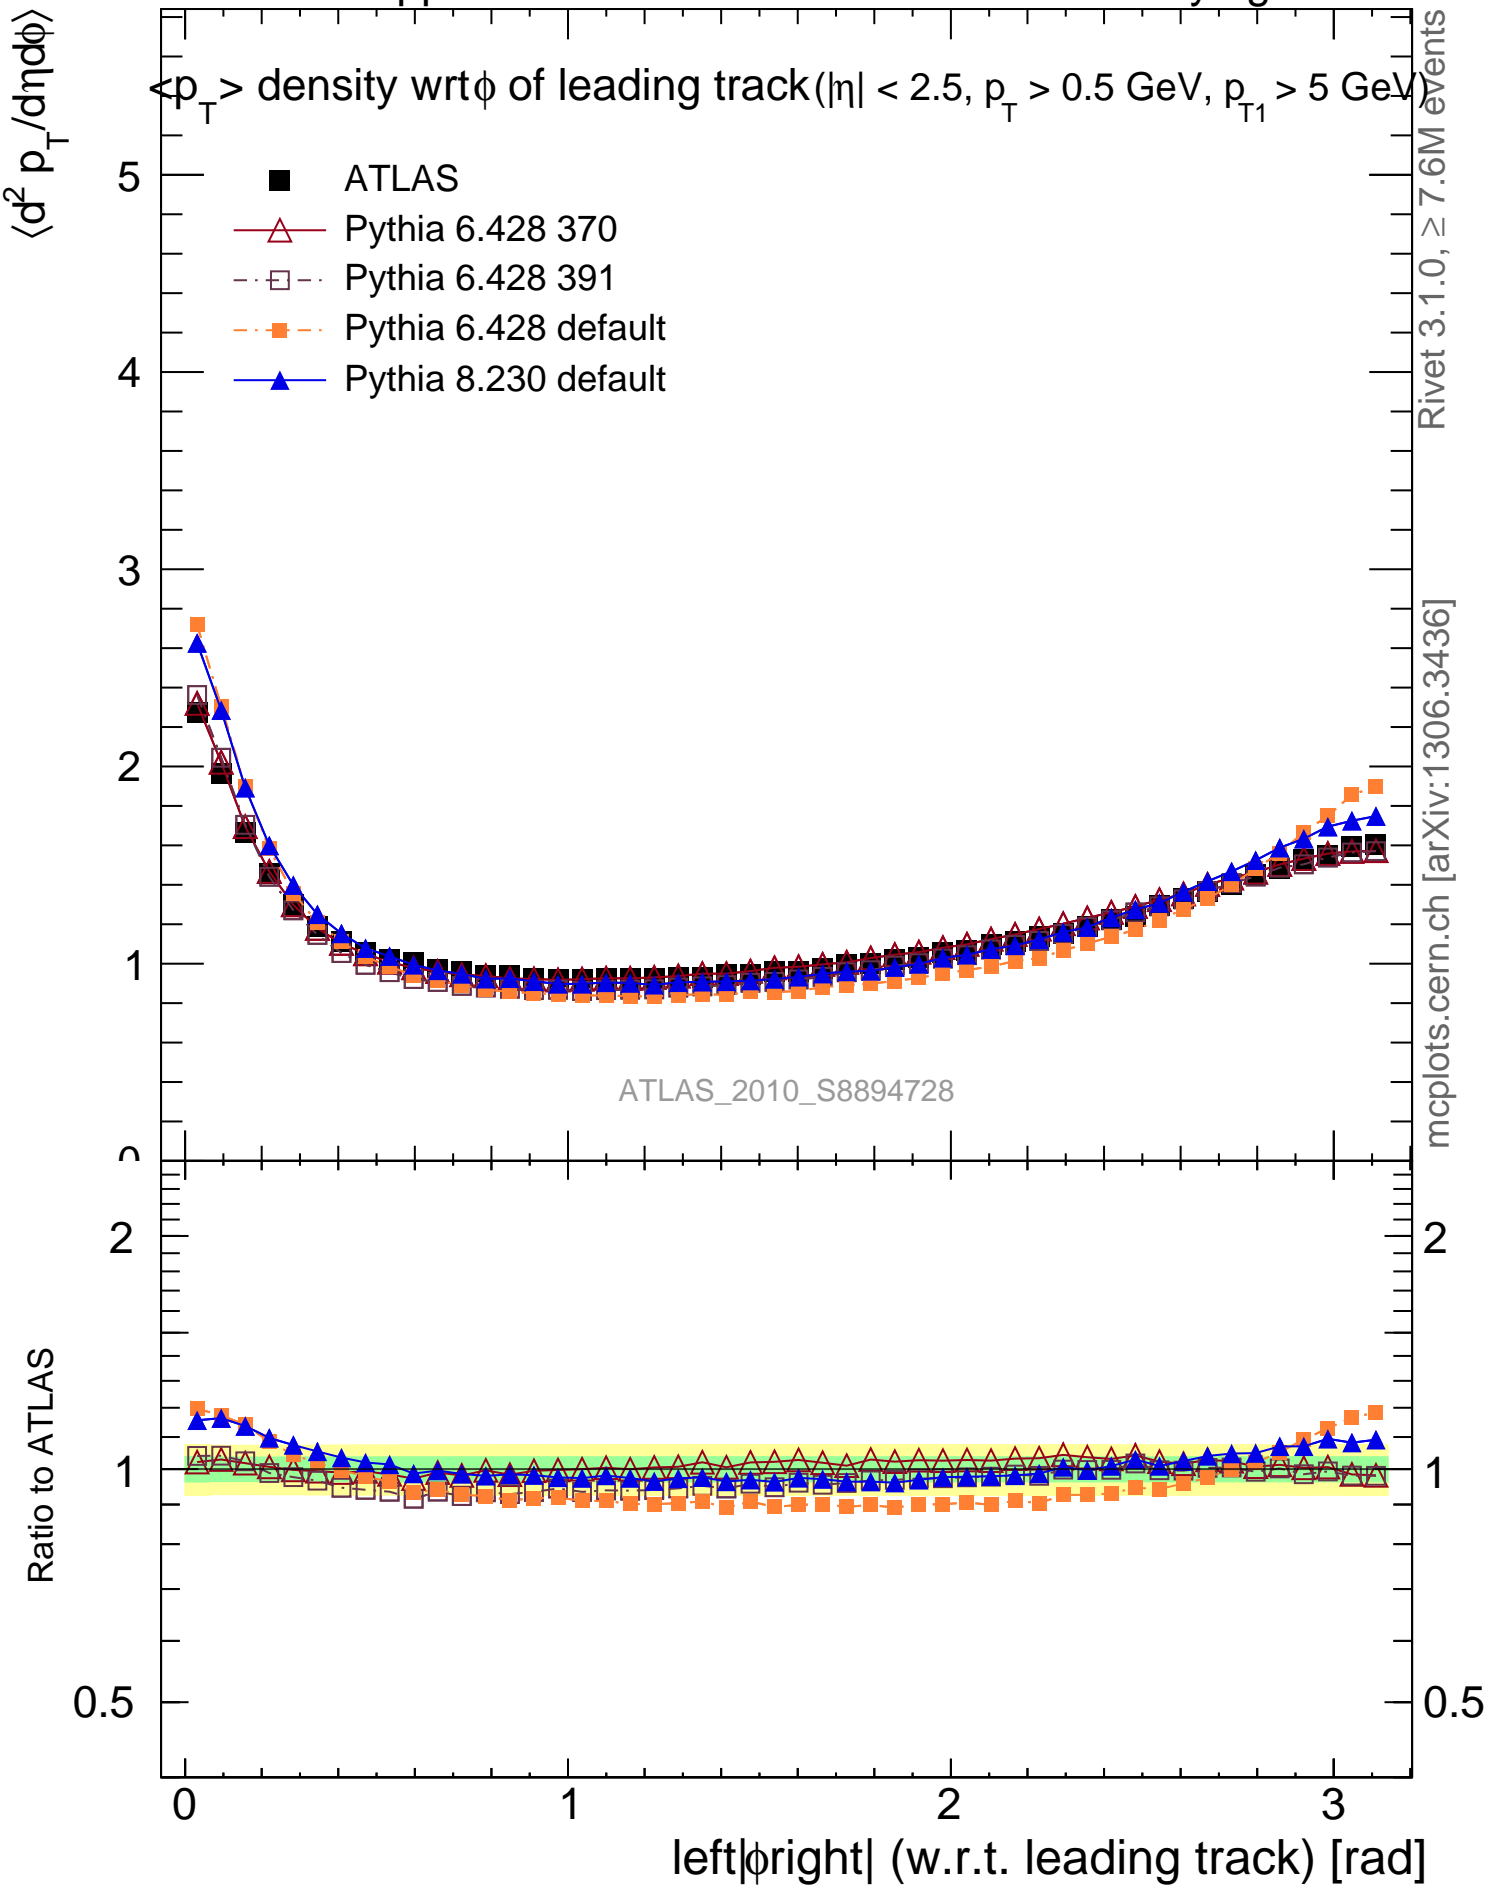 ⟨d² p_T/dηdϕ⟩
<p_T> density wrt ϕ of leading track (|η| < 2.5, p_T > 0.5 GeV, p_T1 > 5 GeV)
ATLAS
Pythia 6.428 370
Pythia 6.428 391
Pythia 6.428 default
Pythia 8.230 default
5
4
3
2
1
0
ATLAS_2010_S8894728
Rivet 3.1.0, ≥ 7.6M events
mcplots.cern.ch [arXiv:1306.3436]
Ratio to ATLAS
2
1
0.5
2
1
0.5
0
1
2
3
left|ϕright| (w.r.t. leading track) [rad]